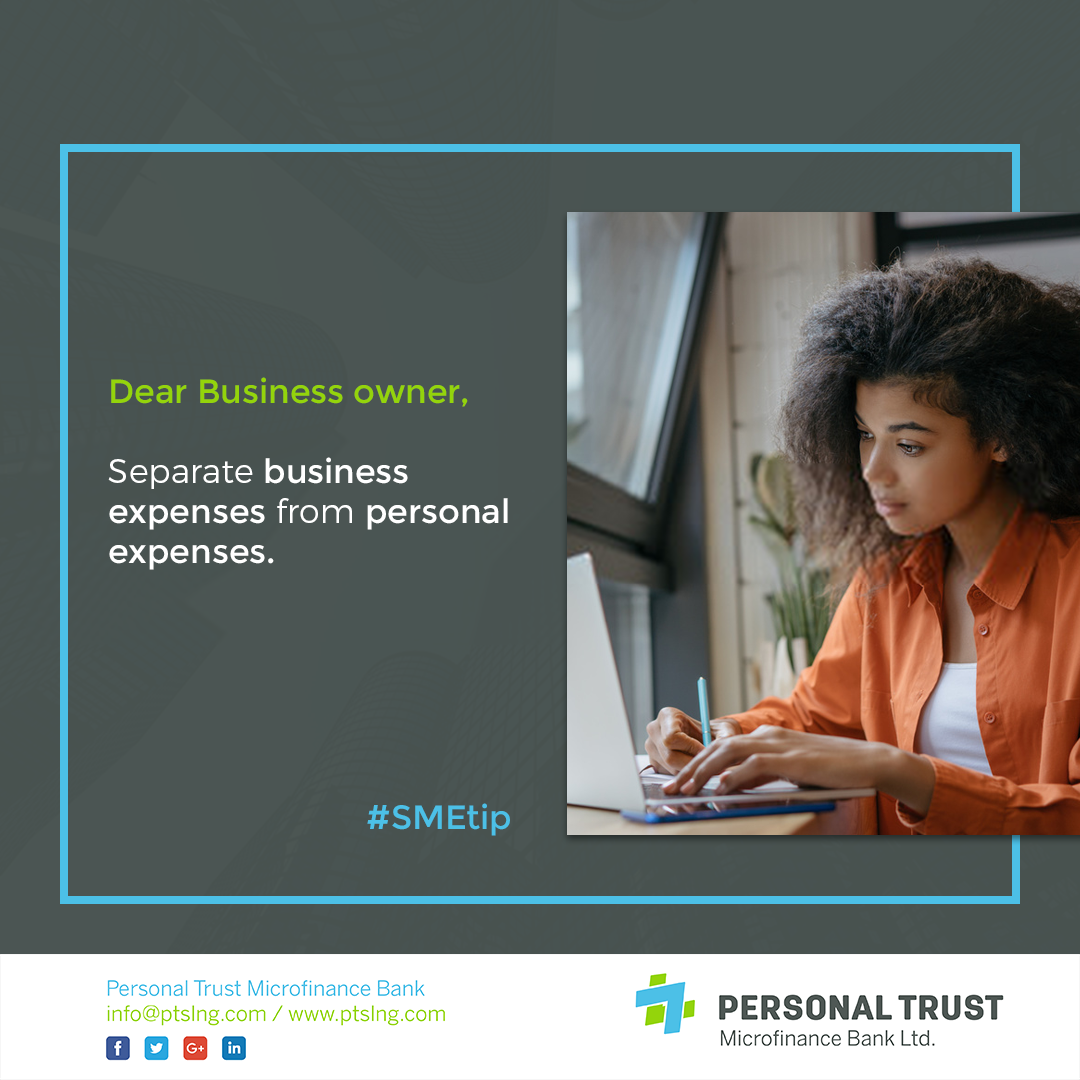 Dear Business owner,
Separate business
expenses from personal
expenses.
#SMEtip
Personal Trust Microfinance Bank
info@ptslng.com / www.ptslng.com
f G+ in
PERSONAL TRUST
Microfinance Bank Ltd.